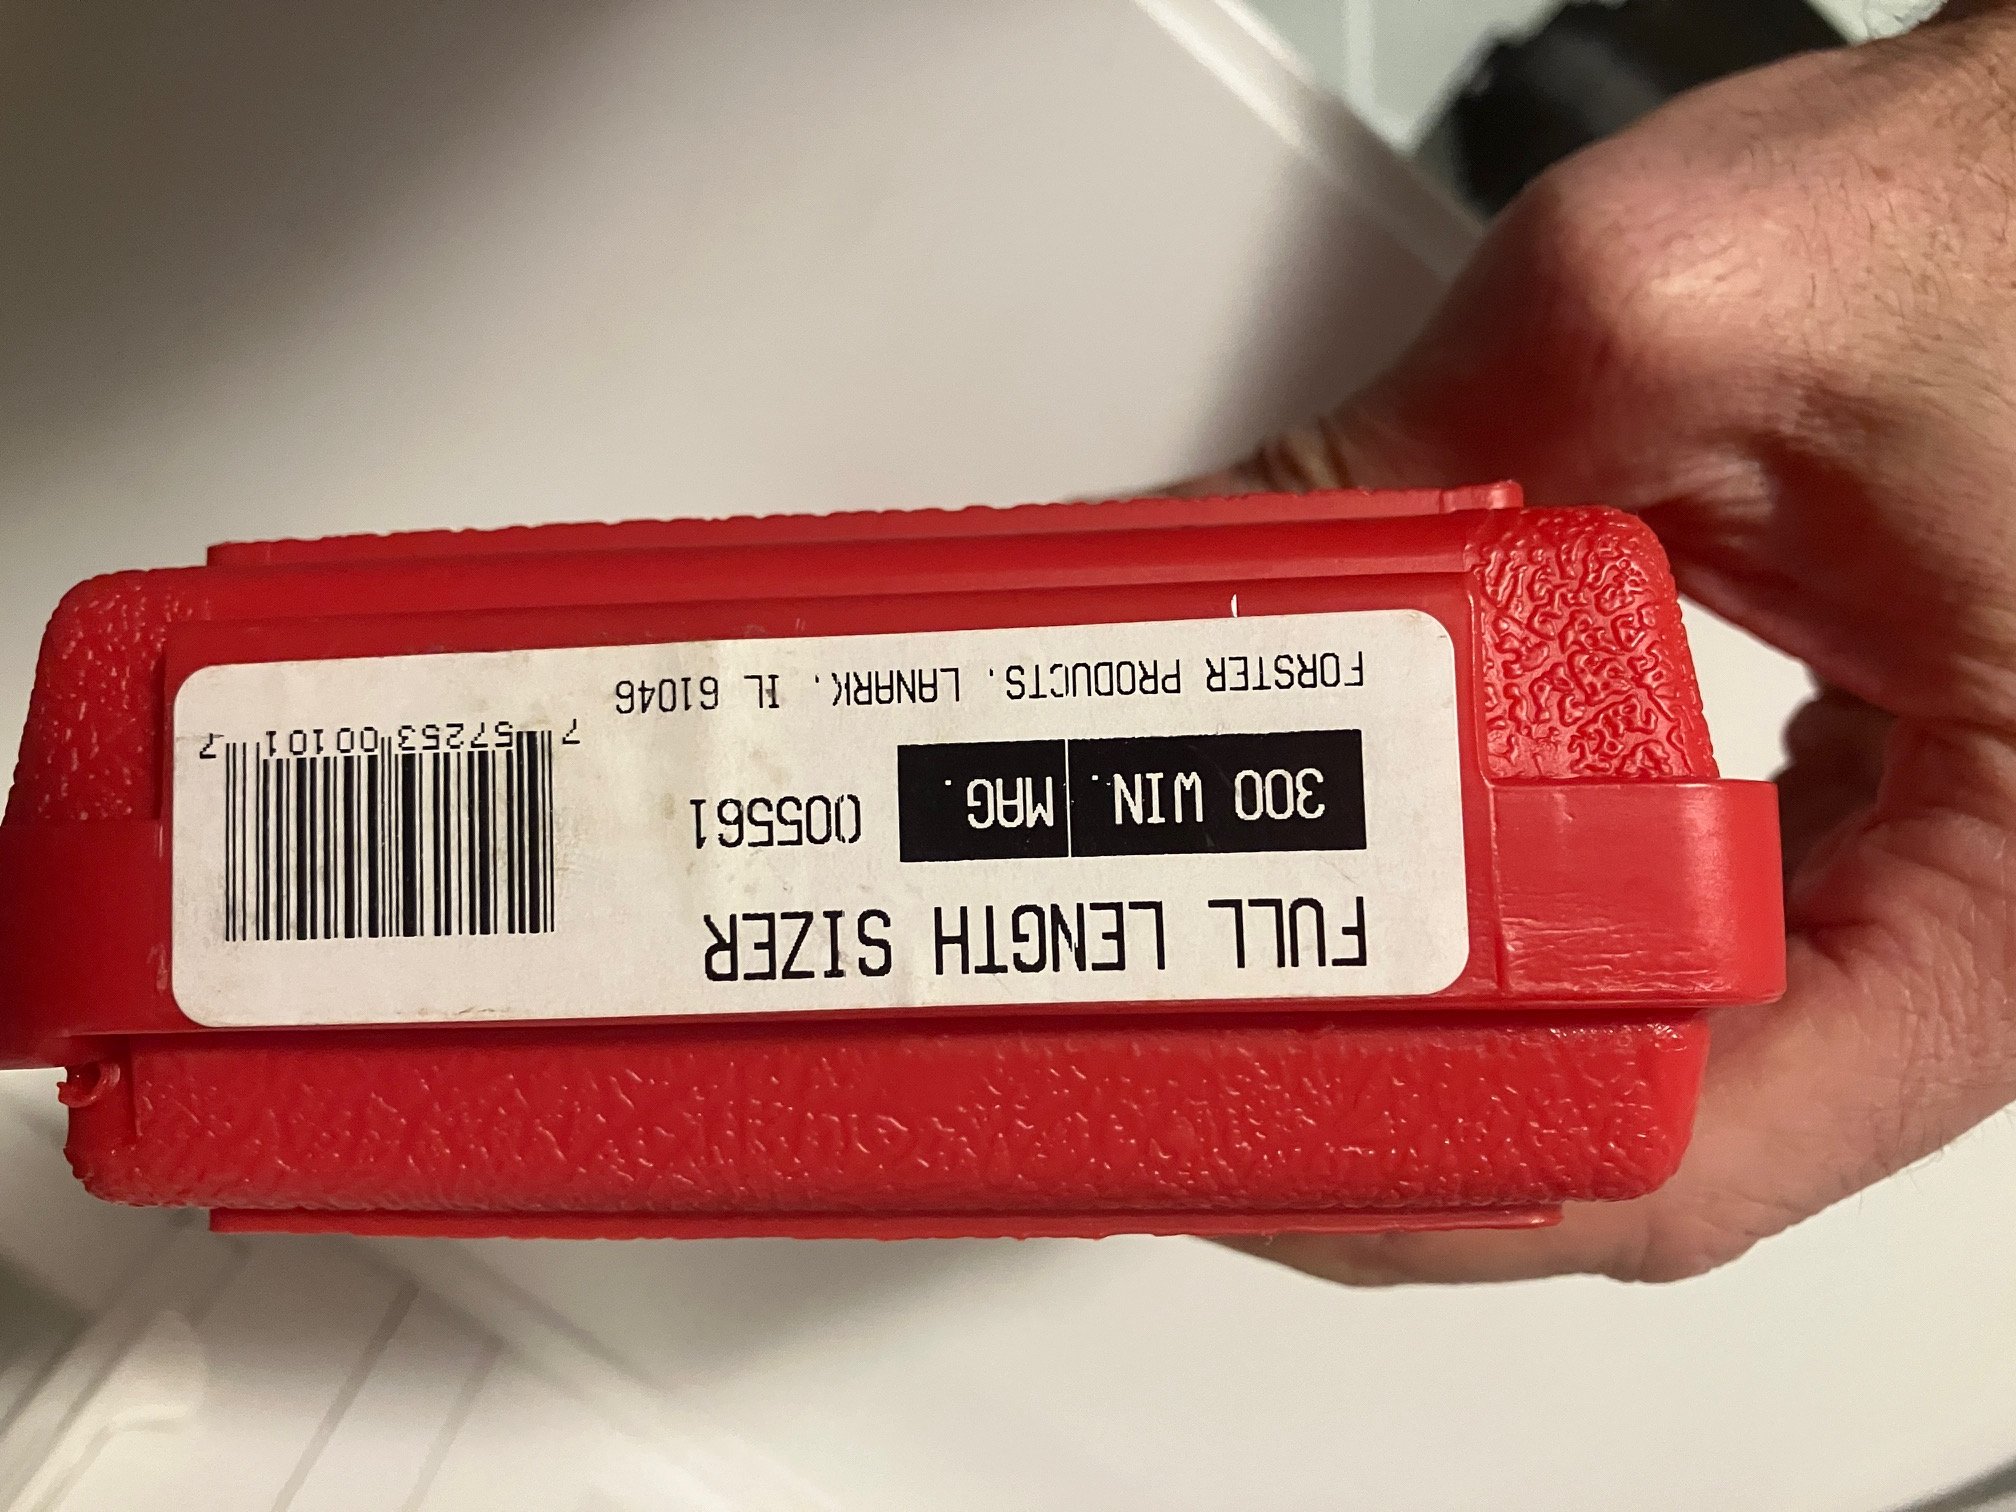 FULL LENGTH SIZER
300 WIN. MAG. 005561
FORSTER PRODUCTS. LANARK. IL 61046
7 57253 00101 7